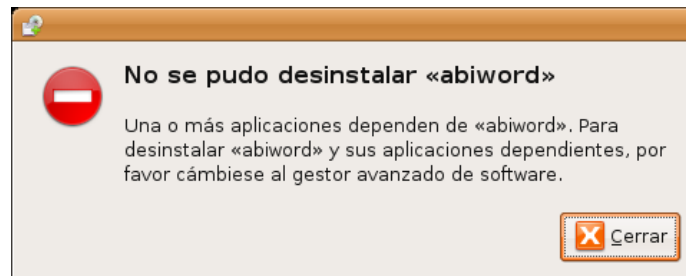 No se pudo desinstalar «abiword»
Una o más aplicaciones dependen de «abiword». Para
desinstalar «abiword» y sus aplicaciones dependientes, por
favor cámbiese al gestor avanzado de software.
Cerrar